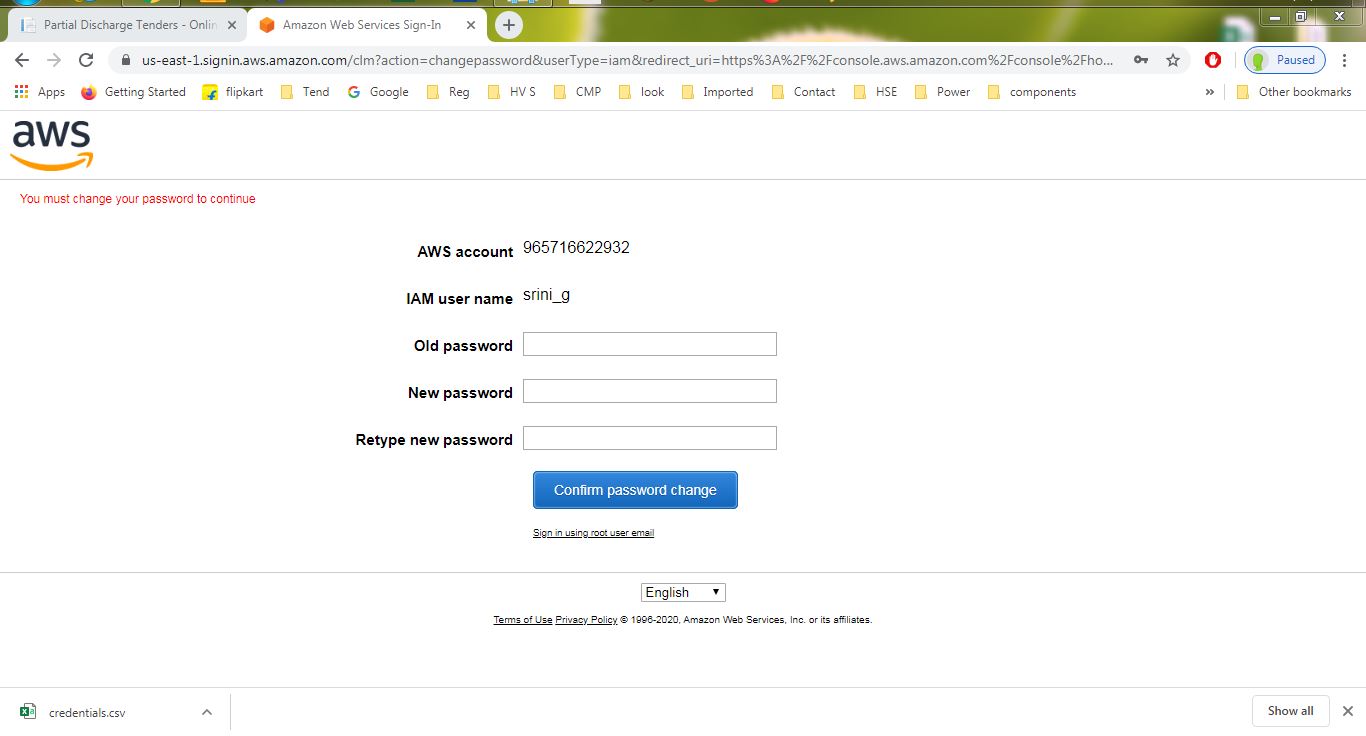 Partial Discharge Tenders - Onlin
Amazon Web Services Sign-In
us-east-1.signin.aws.amazon.com/clm?action=changepassword&userType=iam&redirect_uri=https%3A%2F%2Fconsole.aws.amazon.com%2Fconsole%2Fho...
Paused
Apps Getting Started flipkart Tend Google Reg HV S CMP look Imported Contact HSE Power components » Other bookmarks
aws
You must change your password to continue
AWS account 965716622932
IAM user name srini_g
Old password
New password
Retype new password
Confirm password change
Sign in using root user email
English
Terms of Use Privacy Policy © 1996-2020, Amazon Web Services, Inc. or its affiliates.
credentials.csv
Show all